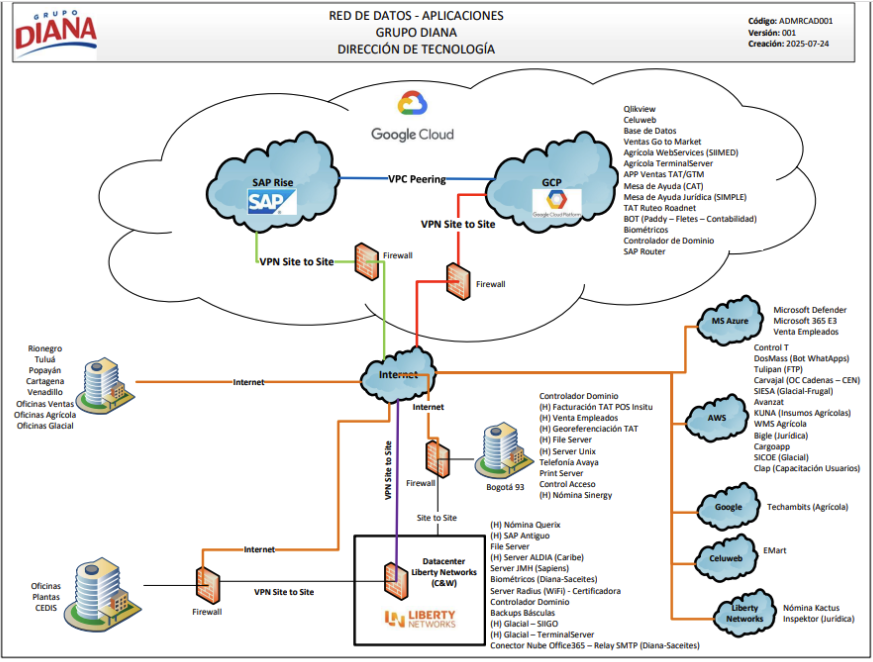 GRUPO
DIANA
RED DE DATOS - APLICACIONES
GRUPO DIANA
DIRECCIÓN DE TECNOLOGÍA
Código: ADMRCAD001
Versión: 001
Creación: 2025-07-24
Google Cloud
SAP Rise
SAP
VPC Peering
GCP
Google Cloud Platform
VPN Site to Site
Firewall
VPN Site to Site
Firewall
Qlikview
Celuweb
Base de Datos
Ventas Go to Market
Agrícola WebServices (SIIMED)
Agrícola TerminalServer
APP Ventas TAT/GTM
Mesa de Ayuda (CAT)
Mesa de Ayuda Jurídica (SIMPLE)
TAT Ruteo Roadnet
BOT (Paddy – Fletes – Contabilidad)
Biométricos
Controlador de Dominio
SAP Router
MS Azure
Microsoft Defender
Microsoft 365 E3
Venta Empleados
Rionegro
Tuluá
Popayán
Cartagena
Venadillo
Oficinas Ventas
Oficinas Agrícola
Oficinas Glacial
Internet
Internet
Internet
VPN Site to Site
Firewall
Site to Site
Bogotá 93
Controlador Dominio
(H) Facturación TAT POS Insitu
(H) Venta Empleados
(H) Georeferenciación TAT
(H) File Server
(H) Server Unix
Telefonía Avaya
Print Server
Control Acceso
(H) Nómina Sinergy
AWS
Control T
DosMass (Bot WhatApps)
Tulipan (FTP)
Carvajal (OC Cadenas – CEN)
SIESA (Glacial-Frugal)
Avanzat
KUNA (Insumos Agrícolas)
WMS Agrícola
Bigle (Jurídica)
Cargoapp
SICOE (Glacial)
Clap (Capacitación Usuarios)
Google
Techambits (Agrícola)
Celuweb
EMart
Liberty
Networks
Nómina Kactus
Inspektor (Jurídica)
Oficinas
Plantas
CEDIS
Internet
Firewall
VPN Site to Site
Datacenter
Liberty Networks
(C&W)
LIBERTY
NETWORKS
(H) Nómina Querix
(H) SAP Antiguo
File Server
(H) Server ALDIA (Caribe)
Server JMH (Sapiens)
Biométricos (Diana-Saceites)
Server Radius (WiFi) - Certificadora
Controlador Dominio
Backups Básculas
(H) Glacial – SIIGO
(H) Glacial – TerminalServer
Conector Nube Office365 – Relay SMTP (Diana-Saceites)